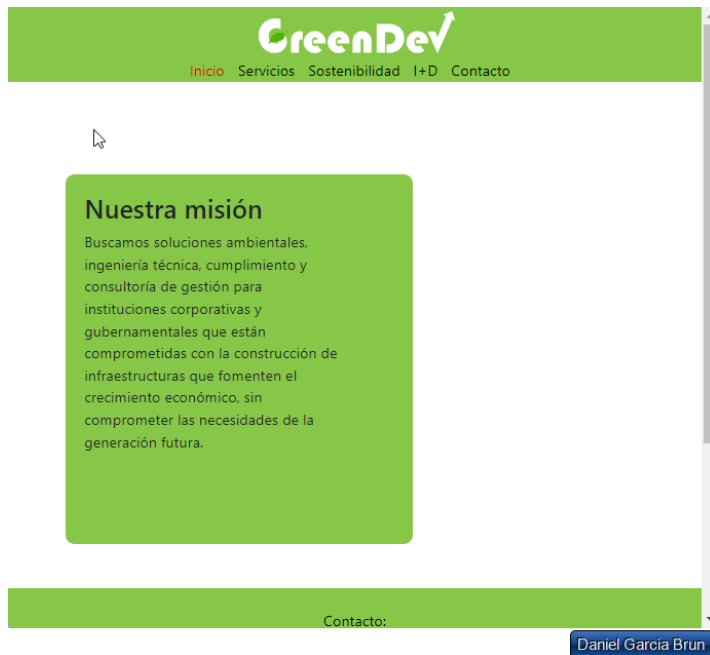 GreenDev
Inicio Servicios Sostenibilidad I+D Contacto
Nuestra misión
Buscamos soluciones ambientales,
ingeniería técnica, cumplimiento y
consultoría de gestión para
instituciones corporativas y
gubernamentales que están
comprometidas con la construcción de
infraestructuras que fomenten el
crecimiento económico, sin
comprometer las necesidades de la
generación futura.
Contacto:
Daniel Garcia Brun